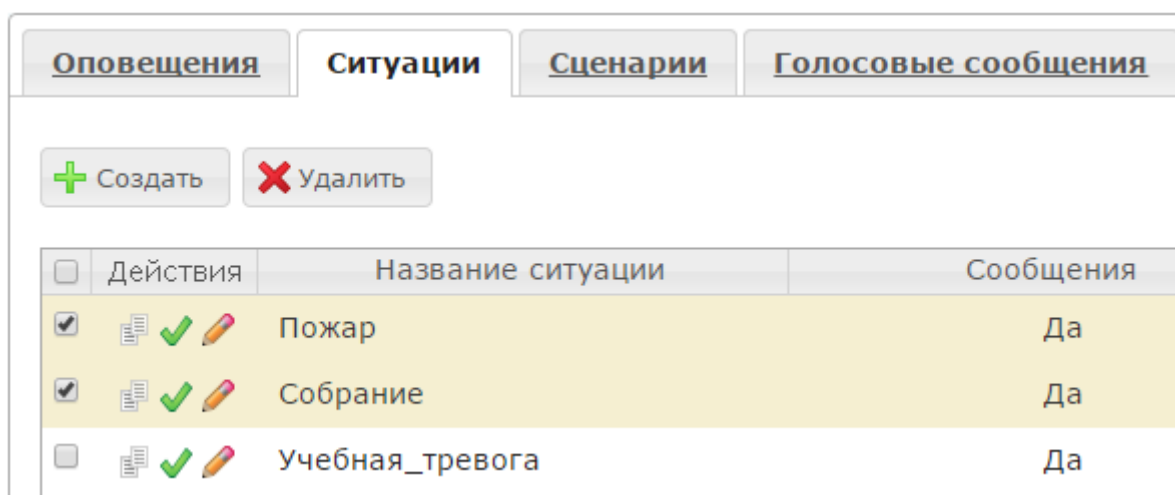 Оповещения Ситуации Сценарии Голосовые сообщения
Создать Удалить
Действия Название ситуации Сообщения
Пожар Да
Собрание Да
Учебная_тревога Да